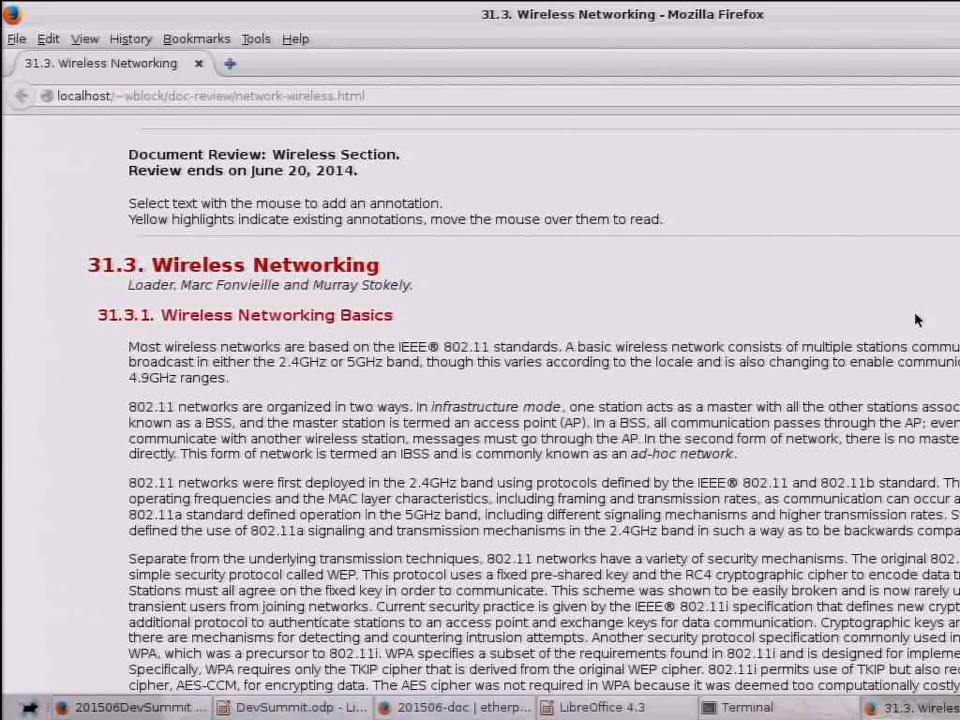 31.3. Wireless Networking - Mozilla Firefox
File Edit View History Bookmarks Tools Help
31.3. Wireless Networking
localhost/~wblock/doc-review/network-wireless.html
Document Review: Wireless Section.
Review ends on June 20, 2014.
Select text with the mouse to add an annotation.
Yellow highlights indicate existing annotations, move the mouse over them to read.
31.3. Wireless Networking
Loader, Marc Fonvieille and Murray Stokely.
31.3.1. Wireless Networking Basics
Most wireless networks are based on the IEEE® 802.11 standards. A basic wireless network consists of multiple stations commu
broadcast in either the 2.4GHz or 5GHz band, though this varies according to the locale and is also changing to enable communic
4.9GHz ranges.
802.11 networks are organized in two ways. In infrastructure mode, one station acts as a master with all the other stations assoc
known as a BSS, and the master station is termed an access point (AP). In a BSS, all communication passes through the AP; even
communicate with another wireless station, messages must go through the AP. In the second form of network, there is no maste
directly. This form of network is termed an IBSS and is commonly known as an ad-hoc network.
802.11 networks were first deployed in the 2.4GHz band using protocols defined by the IEEE® 802.11 and 802.11b standard. Th
operating frequencies and the MAC layer characteristics, including framing and transmission rates, as communication can occur a
802.11a standard defined operation in the 5GHz band, including different signaling mechanisms and higher transmission rates. S
defined the use of 802.11a signaling and transmission mechanisms in the 2.4GHz band in such a way as to be backwards compa
Separate from the underlying transmission techniques, 802.11 networks have a variety of security mechanisms. The original 802.
simple security protocol called WEP. This protocol uses a fixed pre-shared key and the RC4 cryptographic cipher to encode data t
Stations must all agree on the fixed key in order to communicate. This scheme was shown to be easily broken and is now rarely u
transient users from joining networks. Current security practice is given by the IEEE® 802.11i specification that defines new crypt
additional protocol to authenticate stations to an access point and exchange keys for data communication. Cryptographic keys a
there are mechanisms for detecting and countering intrusion attempts. Another security protocol specification commonly used in
WPA, which was a precursor to 802.11i. WPA specifies a subset of the requirements found in 802.11i and is designed for implem
Specifically, WPA requires only the TKIP cipher that is derived from the original WEP cipher. 802.11i permits use of TKIP but also req
cipher, AES-CCM, for encrypting data. The AES cipher was not required in WPA because it was deemed too computationally costly
201506DevSummit ... DevSummit.odp - Li... 201506-doc | etherp... LibreOffice 4.3 Terminal 31.3. Wireles